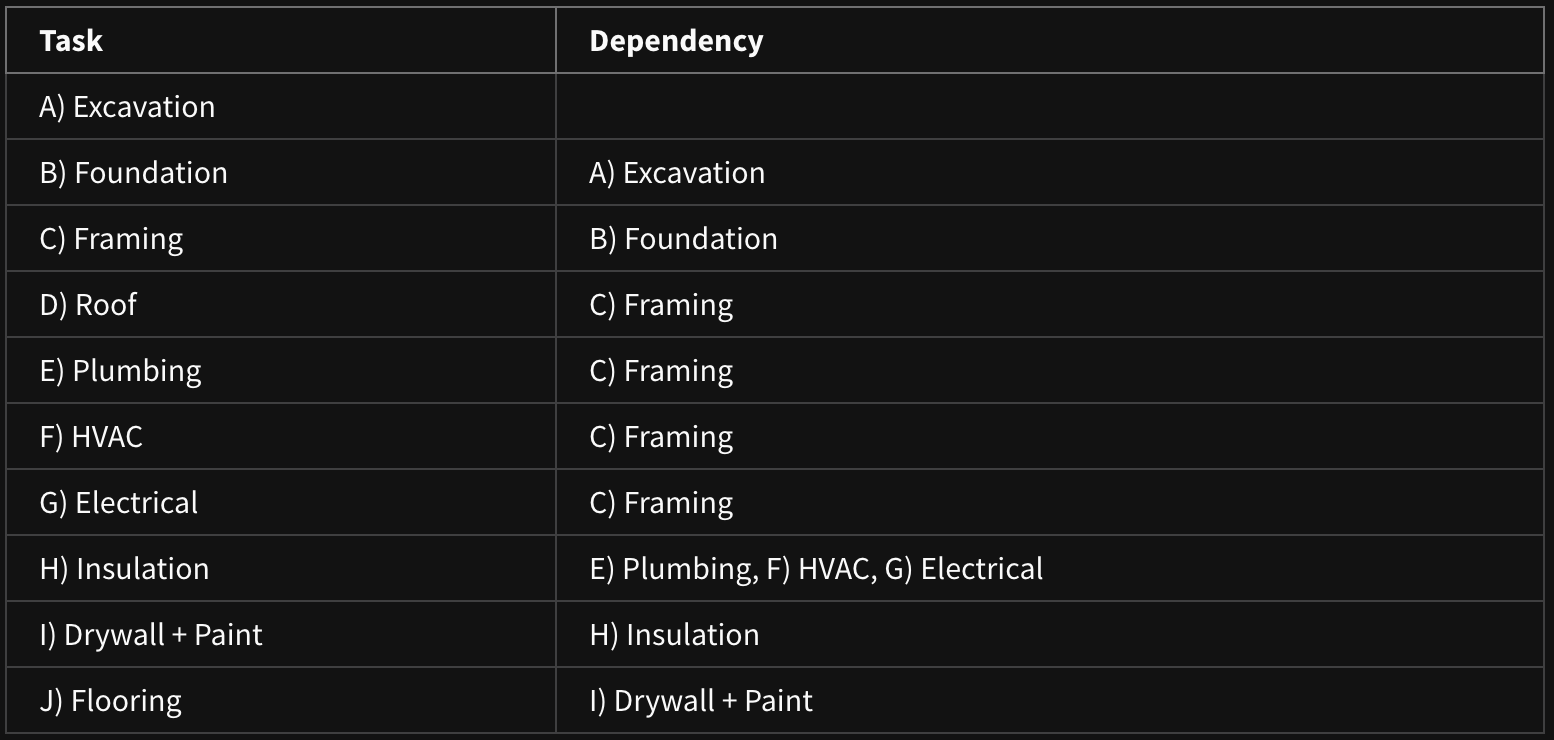 Task Dependency
A) Excavation
B) Foundation A) Excavation
C) Framing B) Foundation
D) Roof C) Framing
E) Plumbing C) Framing
F) HVAC C) Framing
G) Electrical C) Framing
H) Insulation E) Plumbing, F) HVAC, G) Electrical
I) Drywall + Paint H) Insulation
J) Flooring I) Drywall + Paint